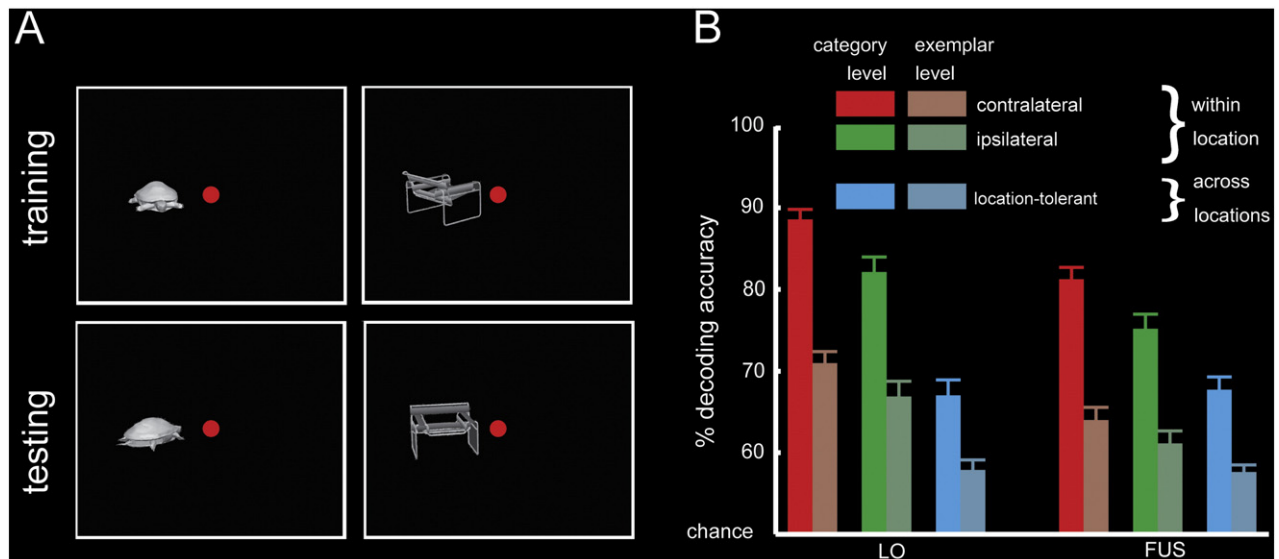 A
training
testing
B
category exemplar
level level
contralateral
ipsilateral
within
location
location-tolerant
across
locations
% decoding accuracy
100
90
80
70
60
chance
LO FUS